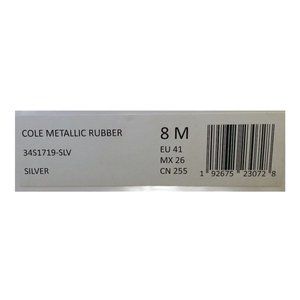 COLE METALLIC RUBBER
34S1719-SLV
SILVER
8 M
EU 41
MX 26
CN 255
1 92675 23072 8